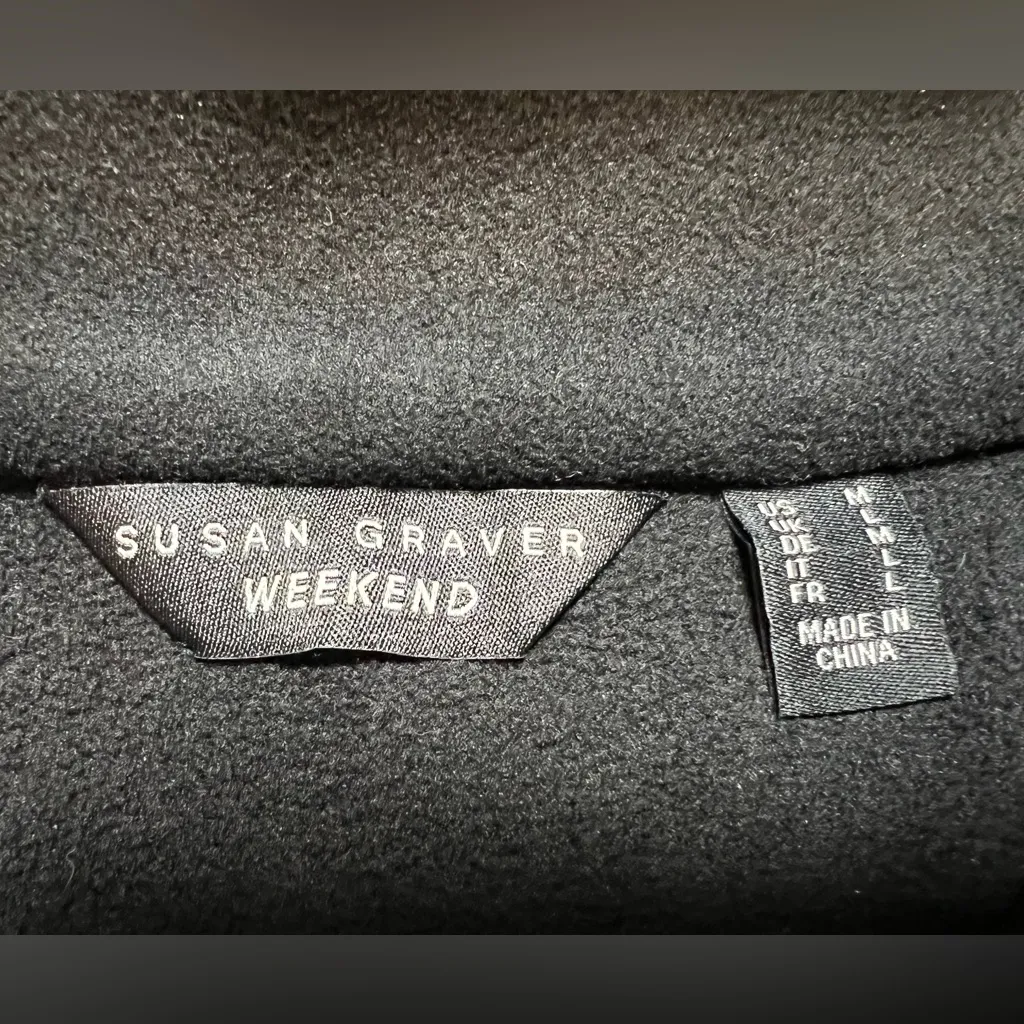 SUSAN GRAVER
WEEKEND
US M
UK L
DE M
IT L
FR L
MADE IN
CHINA